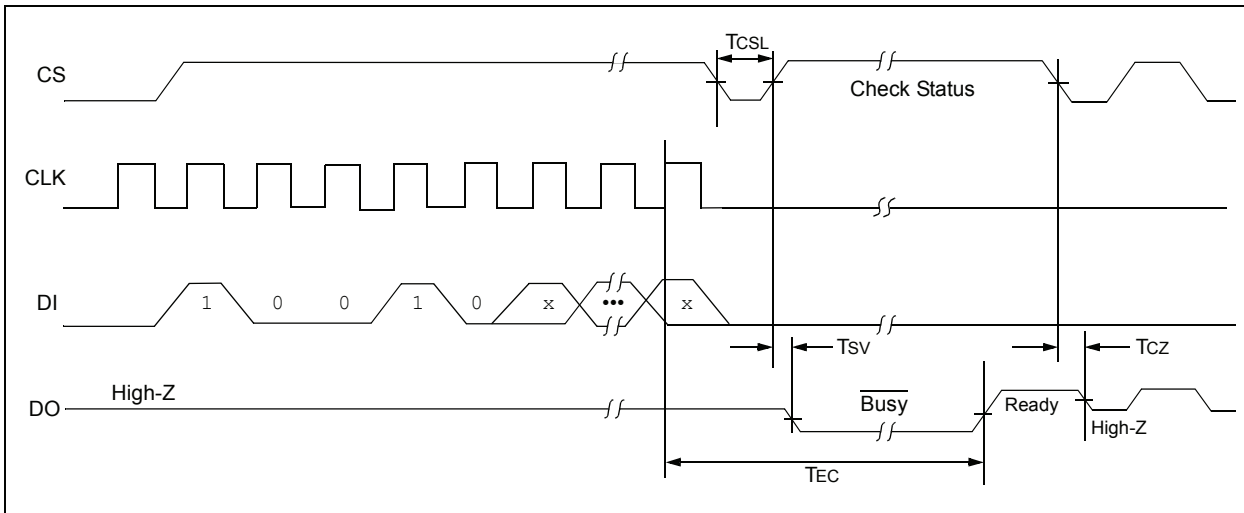 TCSL
CS
Check Status
CLK
DI
1 0 0 1 0 x ••• x
TSV
TCZ
High-Z
DO
Busy
Ready
High-Z
TEC